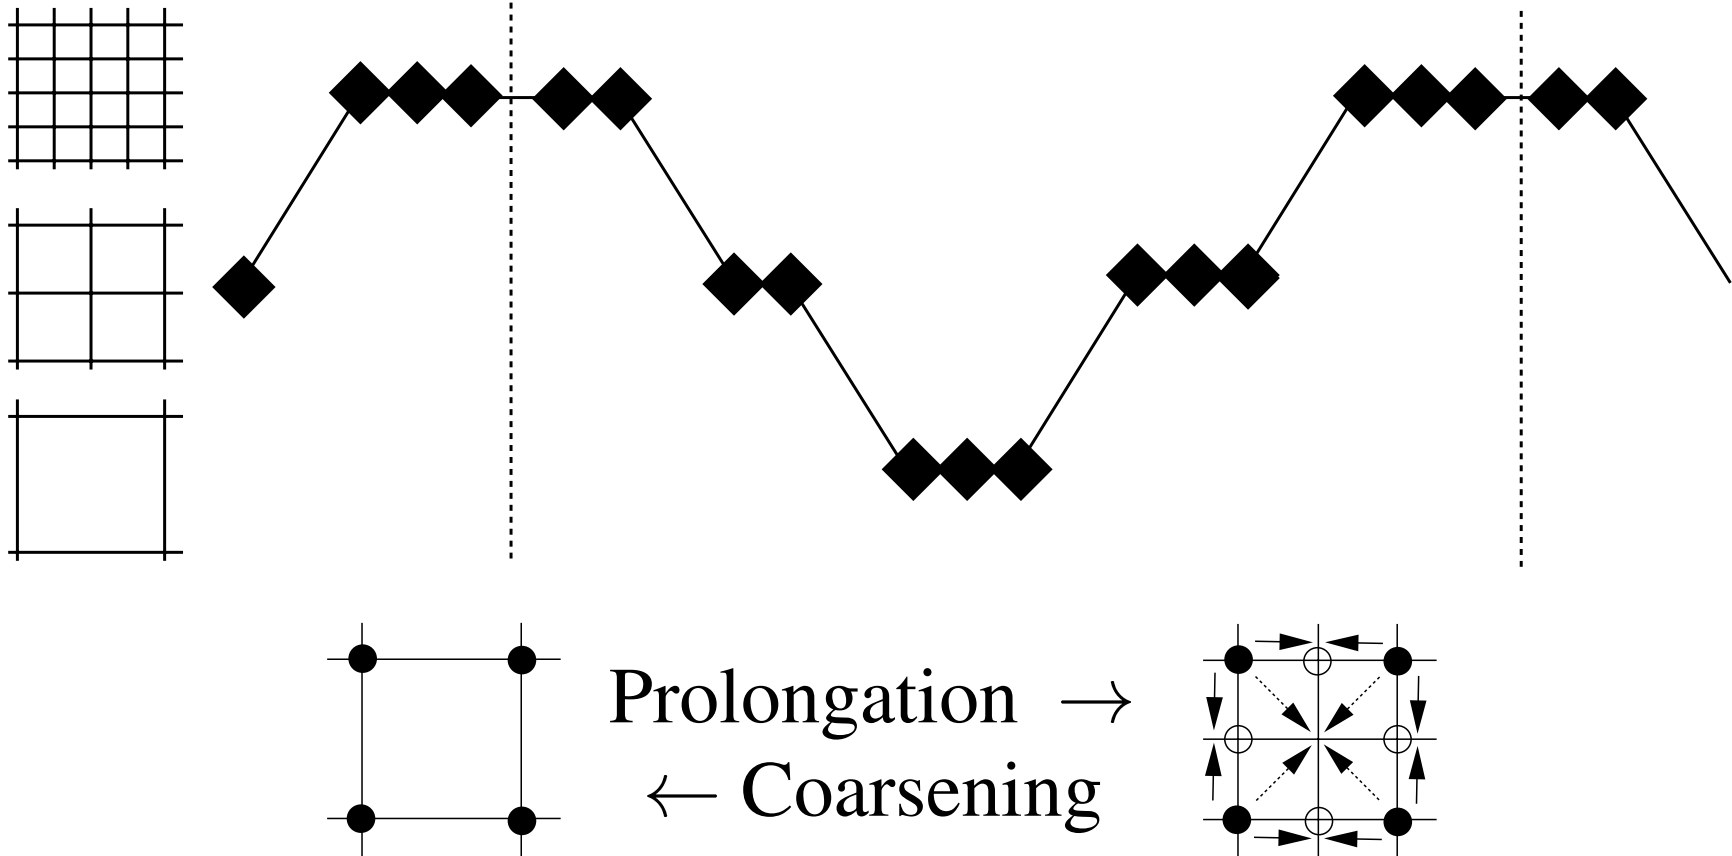 Prolongation →
← Coarsening